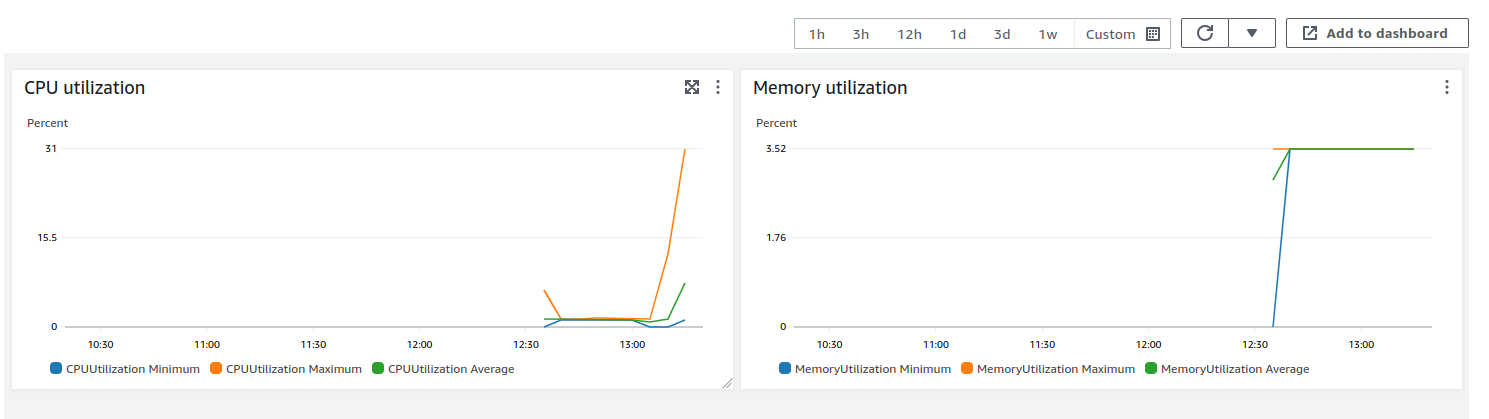 1h 3h 12h 1d 3d 1w Custom Add to dashboard
CPU utilization
Percent
31
15.5
0
10:30 11:00 11:30 12:00 12:30 13:00
CPUUtilization Minimum CPUUtilization Maximum CPUUtilization Average
Memory utilization
Percent
3.52
1.76
0
10:30 11:00 11:30 12:00 12:30 13:00
MemoryUtilization Minimum MemoryUtilization Maximum MemoryUtilization Average